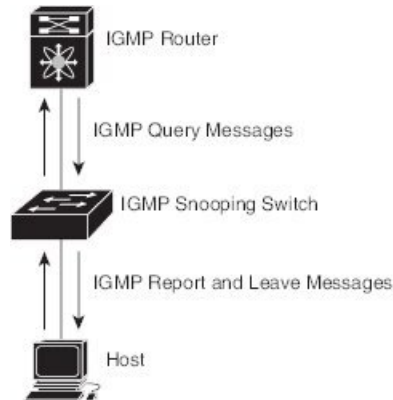 IGMP Router
IGMP Query Messages
IGMP Snooping Switch
IGMP Report and Leave Messages
Host